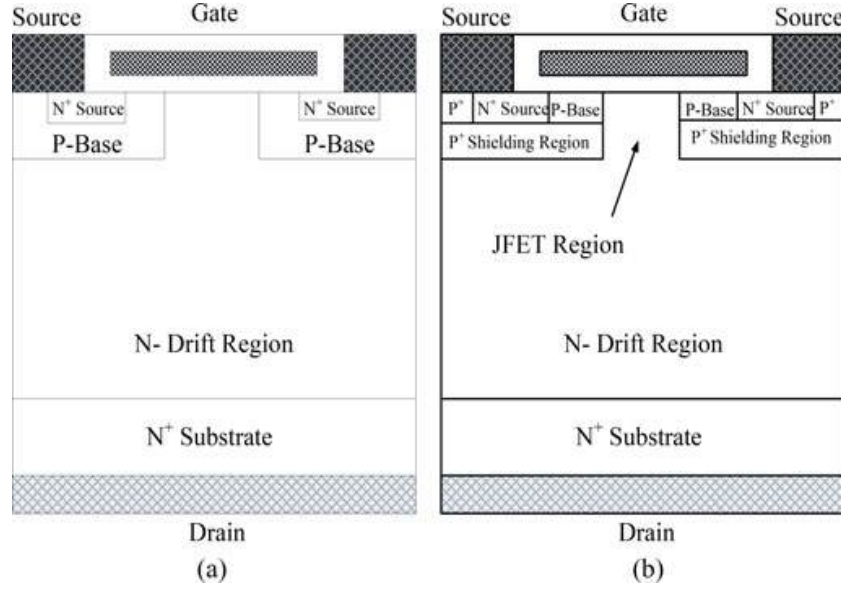 Source Gate
N+ Source N+ Source
P-Base P-Base
N- Drift Region
N+ Substrate
Drain
(a)
Gate
Source Source
P+ N+ Source P-Base P-Base N+ Source P+
P+ Shielding Region P+ Shielding Region
JFET Region
N- Drift Region
N+ Substrate
Drain
(b)